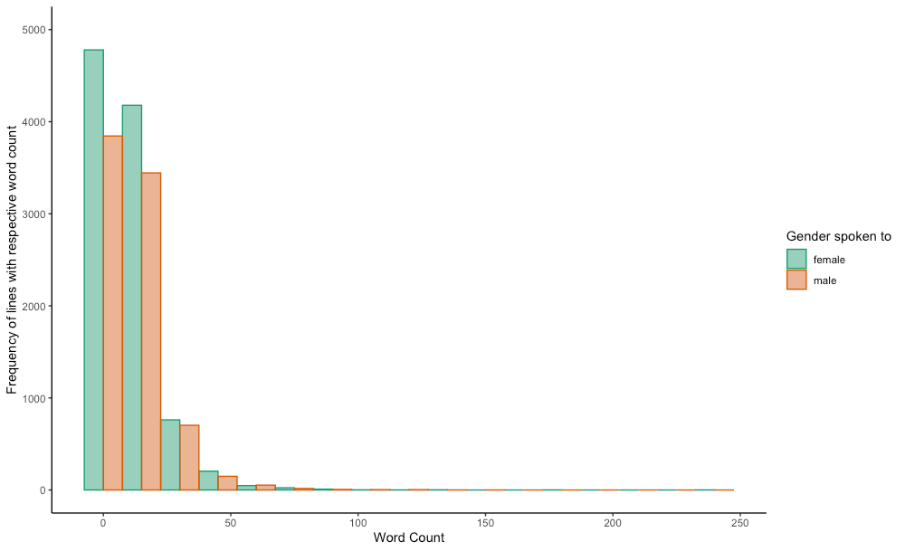 5000
4000
3000
2000
1000
0
Frequency of lines with respective word count
0 50 100 150 200 250
Word Count
Gender spoken to
female
male